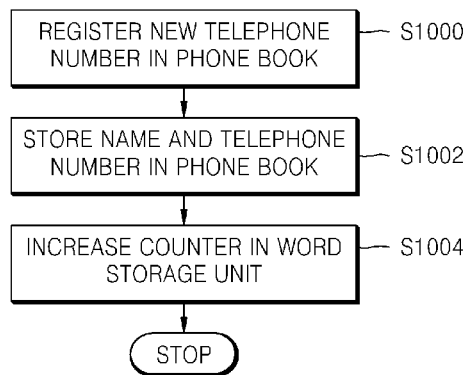 REGISTER NEW TELEPHONE
NUMBER IN PHONE BOOK
S1000
STORE NAME AND TELEPHONE
NUMBER IN PHONE BOOK
S1002
INCREASE COUNTER IN WORD
STORAGE UNIT
S1004
STOP